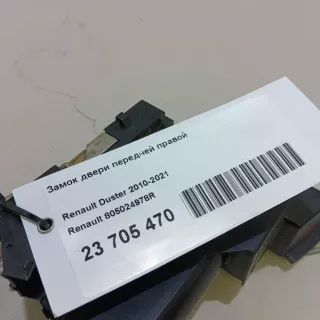 Замок двери передней правой
Renault Duster 2010-2021
Renault 805024978R
23 705 470